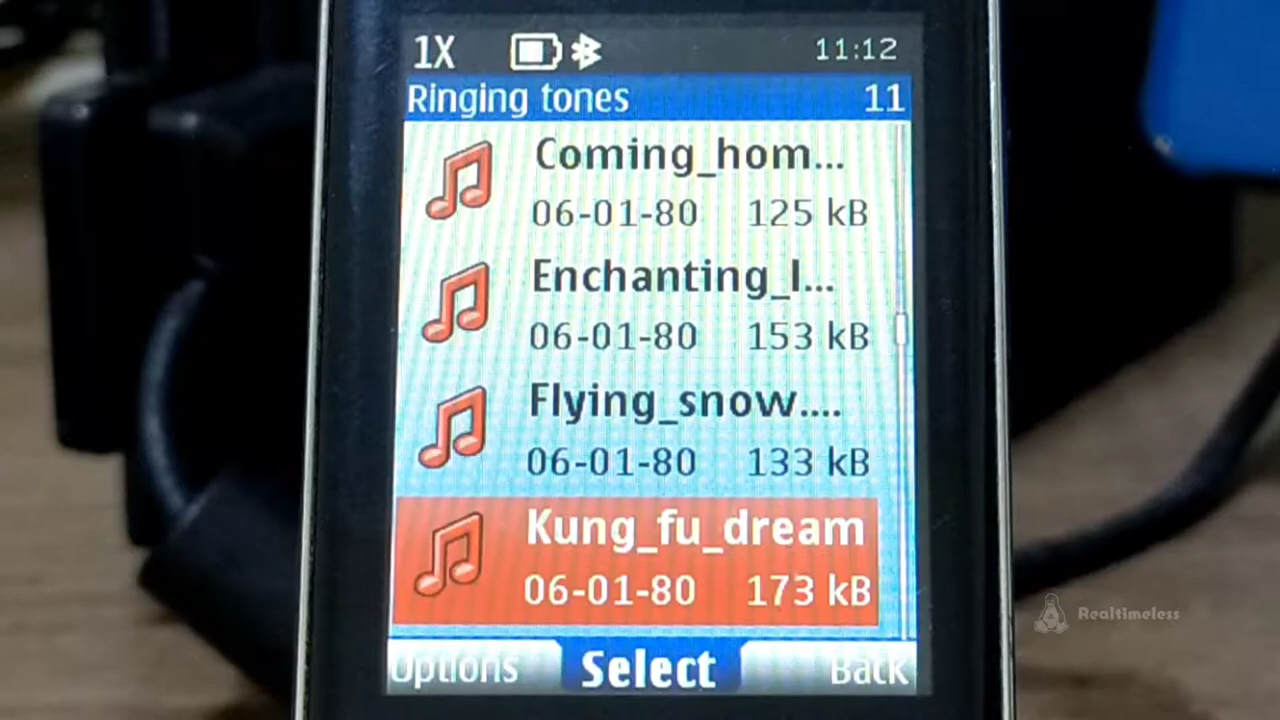 1X 11:12
Ringing tones 11
Coming_hom...
06-01-80 125 kB
Enchanting_l...
06-01-80 153 kB
Flying_snow....
06-01-80 133 kB
Kung_fu_dream
06-01-80 173 kB
Options Select Back
Realtimeless